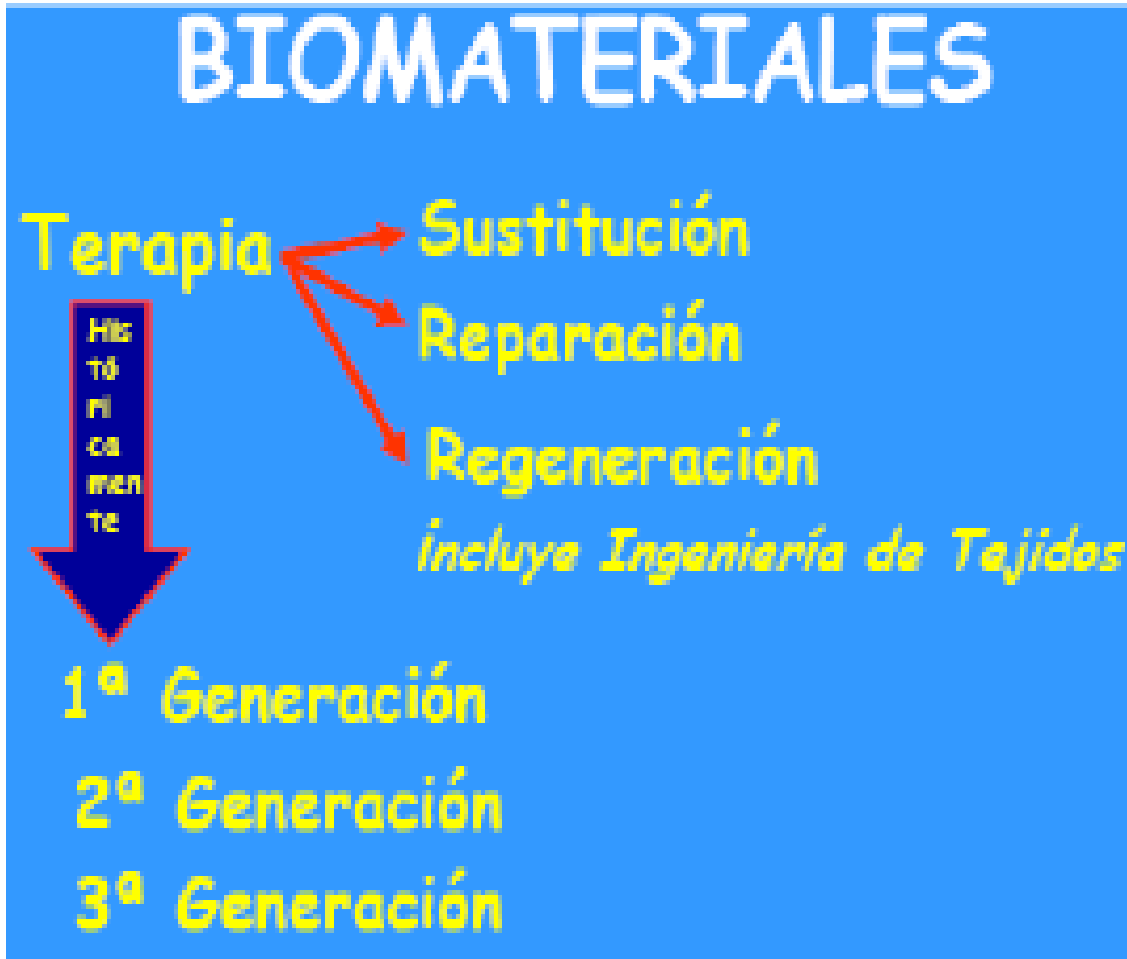 BIOMATERIALES
Terapia
Sustitución
Reparación
Regeneración
incluye Ingeniería de Tejidos
His
tó
ri
ca
men
te
1ª Generación
2ª Generación
3ª Generación